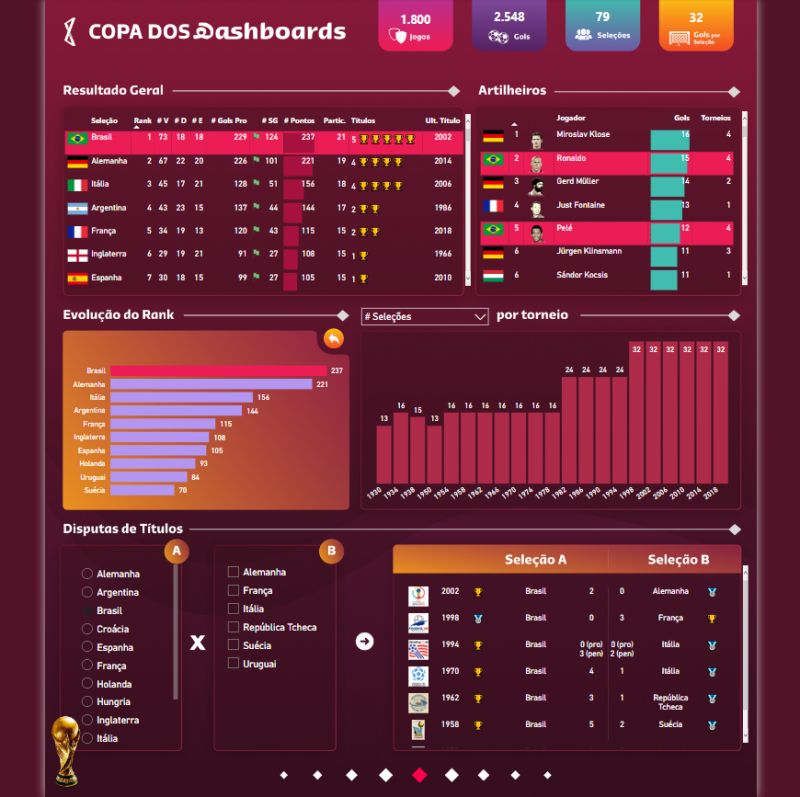 COPA DOS Dashboards
1.800
Jogos
2.548
Gols
79
Seleções
32
Gols por Seleção
Resultado Geral
Seleção Rank # V # D # E # Gols Pro # SG # Pontos Partic. Títulos Ult. Título
Brasil 1 73 18 18 229 124 237 21 5 2002
Alemanha 2 67 22 20 226 101 221 19 4 2014
Itália 3 45 17 21 128 51 156 18 4 2006
Argentina 4 43 23 15 137 44 144 17 2 1986
França 5 34 19 13 120 43 115 15 2 2018
Inglaterra 6 29 19 21 91 27 108 15 1 1966
Espanha 7 30 18 15 99 27 105 15 1 2010
Artilheiros
Jogador Gols Torneios
1 Miroslav Klose 16 4
2 Ronaldo 15 4
3 Gerd Müller 14 2
4 Just Fontaine 13 1
5 Pelé 12 4
6 Jürgen Klinsmann 11 3
6 Sándor Kocsis 11 1
Evolução do Rank
Brasil 237
Alemanha 221
Itália 156
Argentina 144
França 115
Inglaterra 108
Espanha 105
Holanda 93
Uruguai 84
Suécia 70
# Seleções por torneio
13 16 15 13 16 16 16 16 16 16 16 24 24 24 24 32 32 32 32 32 32
1930 1934 1938 1950 1954 1958 1962 1966 1970 1974 1978 1982 1986 1990 1994 1998 2002 2006 2010 2014 2018
Disputas de Títulos
A
Alemanha
Argentina
Brasil
Croácia
Espanha
França
Holanda
Hungria
Inglaterra
Itália
X
B
Alemanha
França
Itália
República Tcheca
Suécia
Uruguai
Seleção A Seleção B
2002 Brasil 2 0 Alemanha
1998 Brasil 0 3 França
1994 Brasil 0 (pro) 0 (pro) Itália
3 (pen) 2 (pen)
1970 Brasil 4 1 Itália
1962 Brasil 3 1 República
Tcheca
1958 Brasil 5 2 Suécia